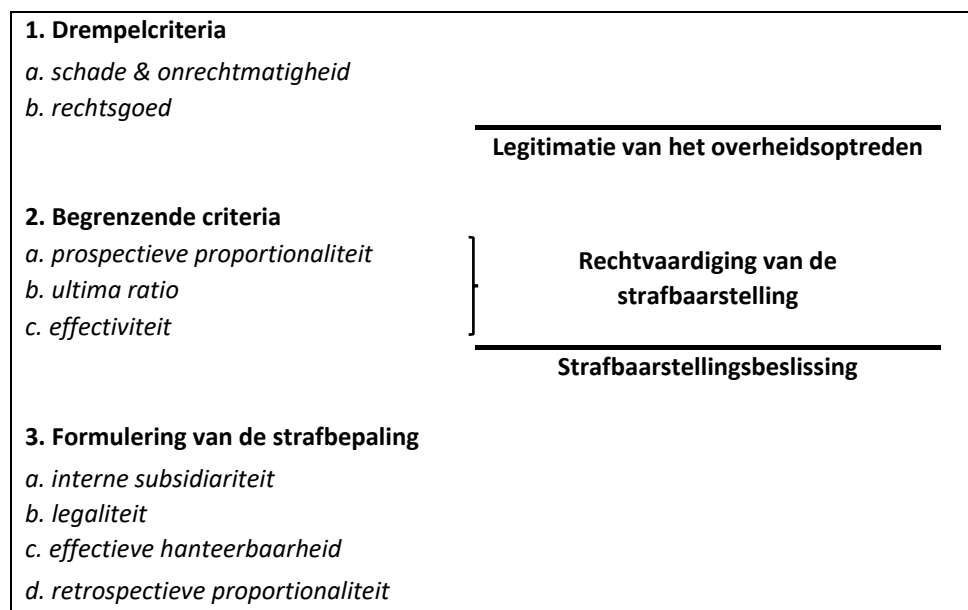 1. Drempelcriteria
a. schade & onrechtmatigheid
b. rechtsgoed
Legitimatie van het overheidsoptreden
2. Begrenzende criteria
a. prospectieve proportionaliteit
b. ultima ratio
c. effectiviteit
Rechtvaardiging van de
strafbaarstelling
Strafbaarstellingsbeslissing
3. Formulering van de strafbepaling
a. interne subsidiariteit
b. legaliteit
c. effectieve hanteerbaarheid
d. retrospectieve proportionaliteit